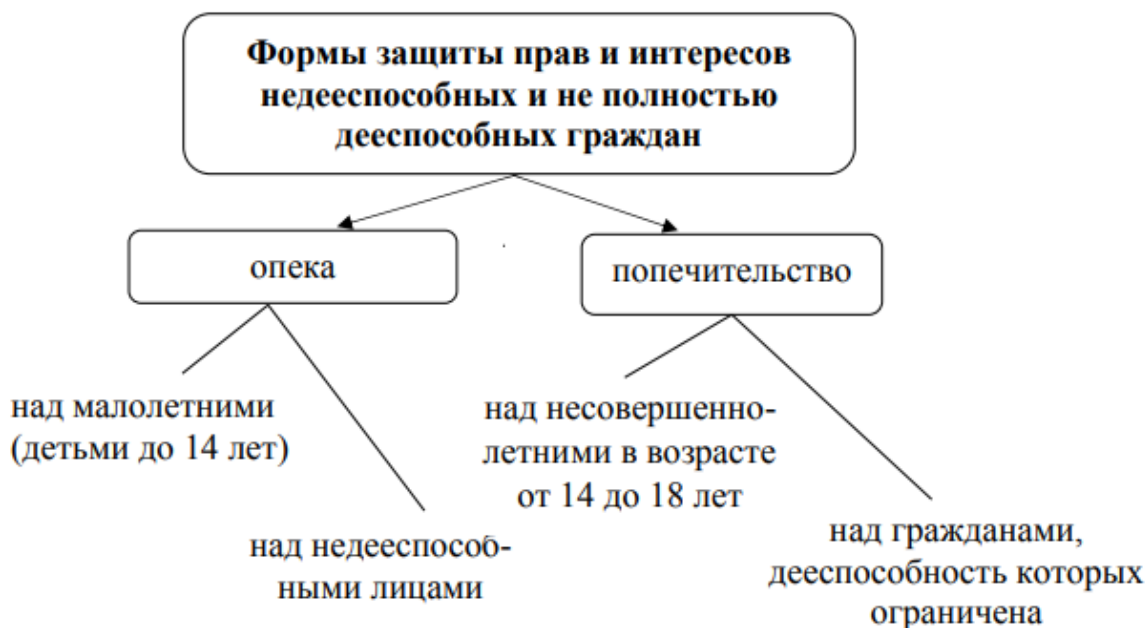 Формы защиты прав и интересов
недееспособных и не полностью
дееспособных граждан
опека
попечительство
над малолетними
(детьми до 14 лет)
над недееспособ-
ными лицами
над несовершенно-
летними в возрасте
от 14 до 18 лет
над гражданами,
дееспособность которых
ограничена